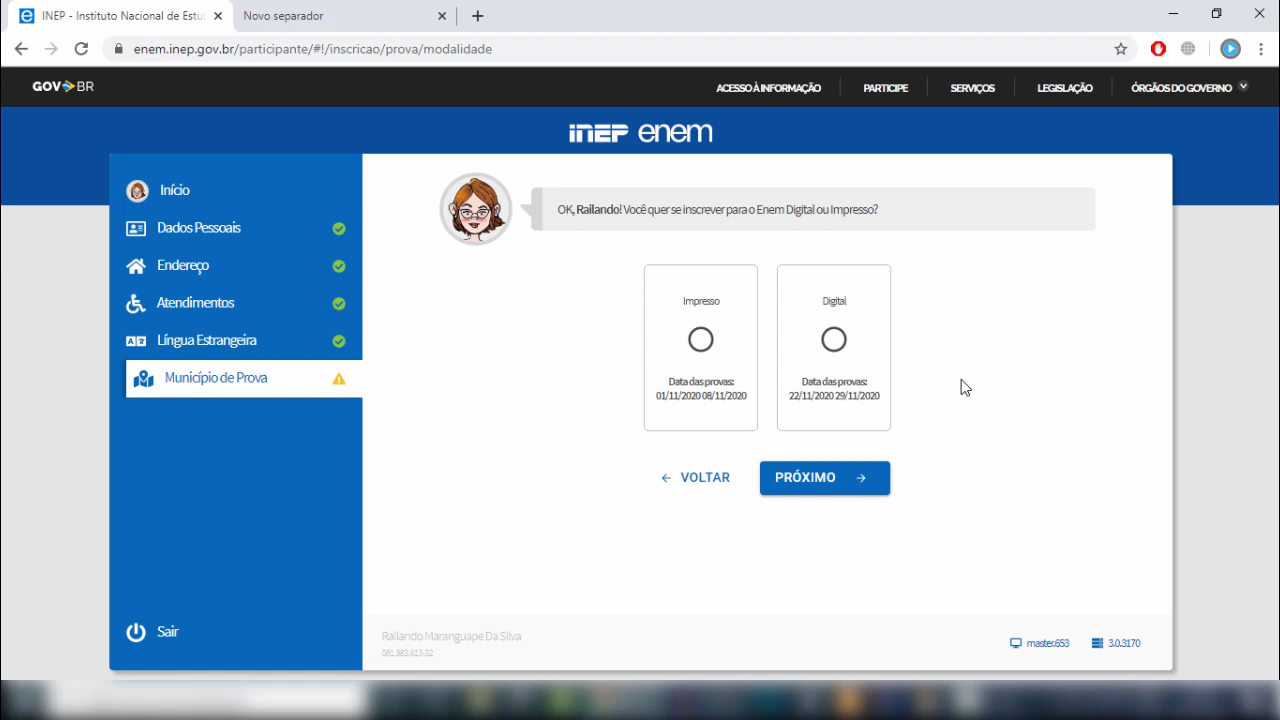 INEP - Instituto Nacional de Estu
Novo separador
enem.inep.gov.br/participante/#!/inscricao/prova/modalidade
GOV BR
ACESSO À INFORMAÇÃO
PARTICIPE
SERVIÇOS
LEGISLAÇÃO
ÓRGÃOS DO GOVERNO
inep enem
Início
Dados Pessoais
Endereço
Atendimentos
Língua Estrangeira
Município de Prova
Sair
OK, Railando! Você quer se inscrever para o Enem Digital ou Impresso?
Impresso
Data das provas:
01/11/2020 08/11/2020
Digital
Data das provas:
22/11/2020 29/11/2020
VOLTAR
PRÓXIMO
Railando Maranguape Da Silva
081.983.613-32
master.653
3.0.3170